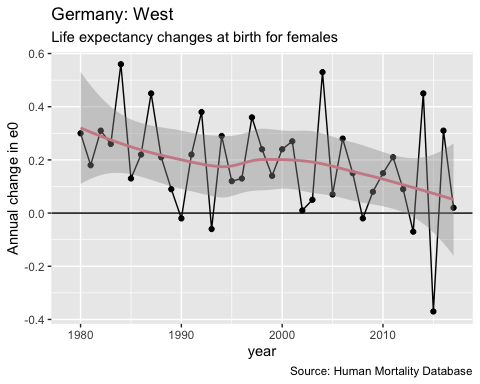 Germany: West
Life expectancy changes at birth for females
Annual change in e0
0.6
0.4
0.2
0.0
-0.2
-0.4
1980
1990
2000
2010
year
Source: Human Mortality Database